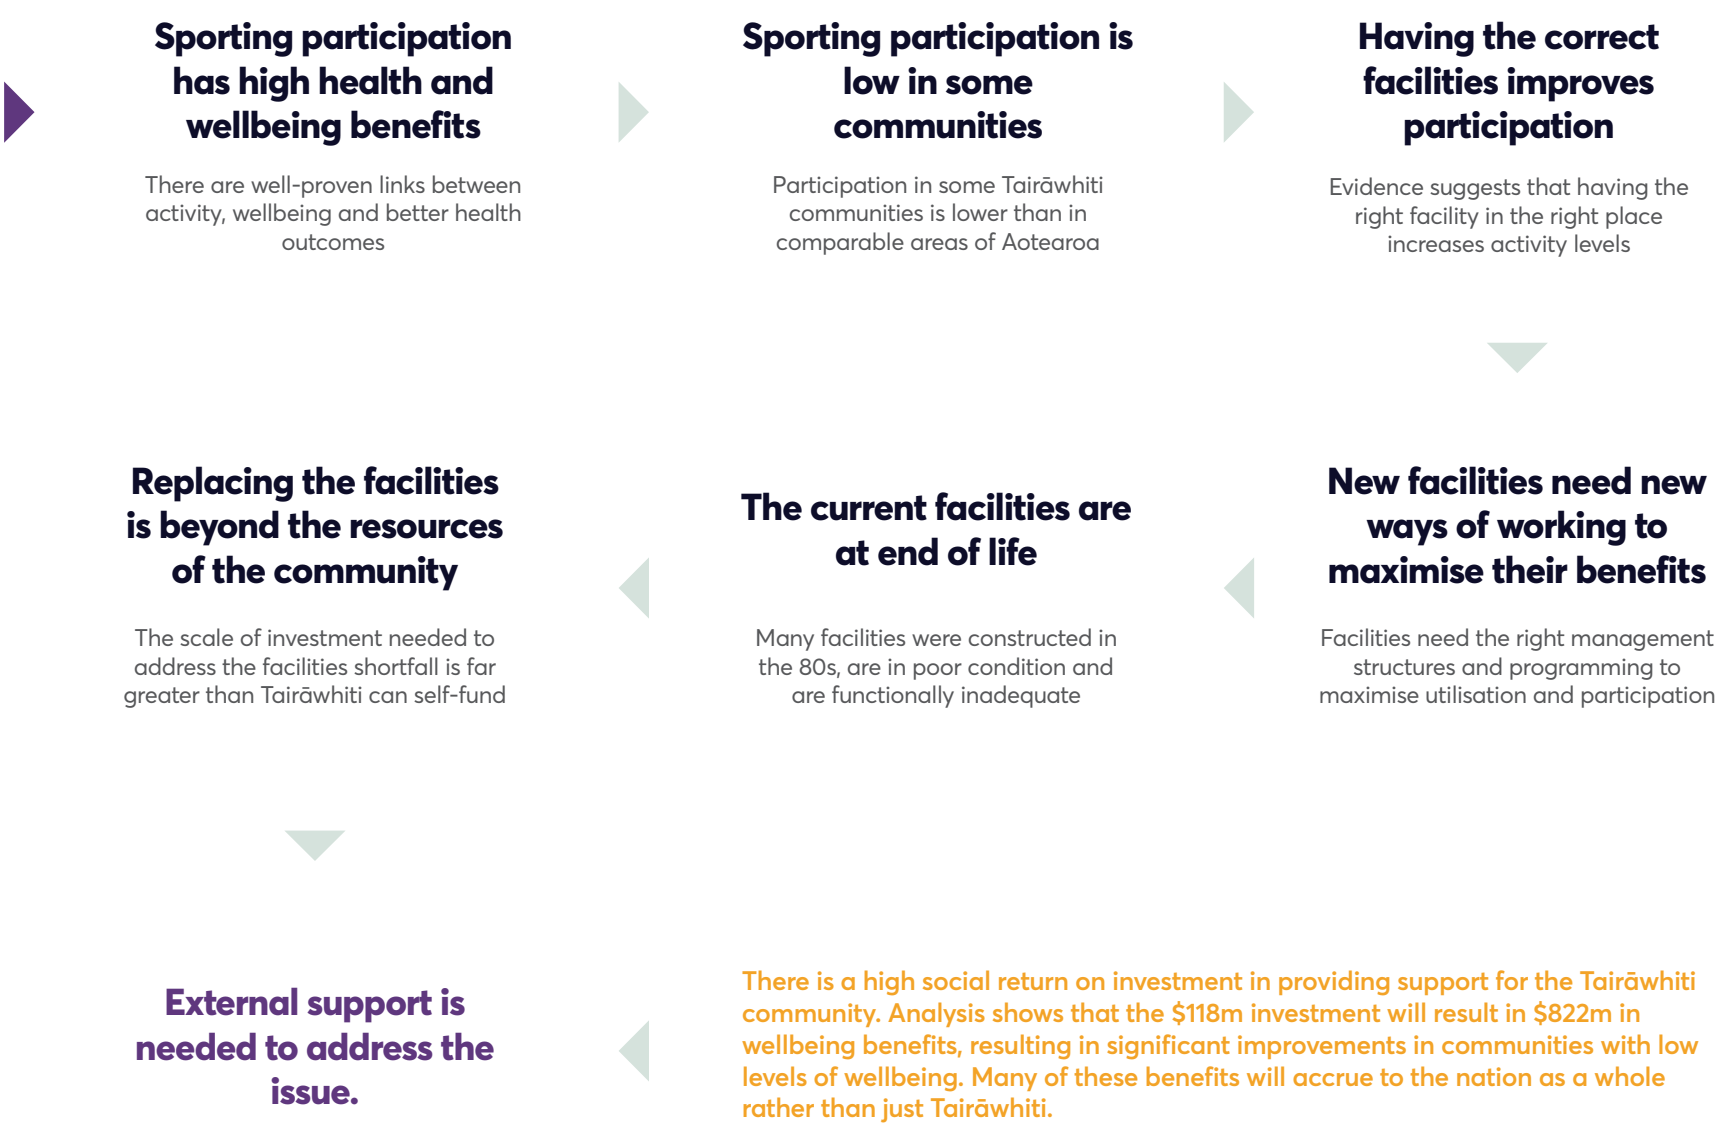 Sporting participation
has high health and
wellbeing benefits
There are well-proven links between
activity, wellbeing and better health
outcomes
Sporting participation is
low in some
communities
Participation in some Tairāwhiti
communities is lower than in
comparable areas of Aotearoa
Having the correct
facilities improves
participation
Evidence suggests that having the
right facility in the right place
increases activity levels
New facilities need new
ways of working to
maximise their benefits
Facilities need the right management
structures and programming to
maximise utilisation and participation
The current facilities are
at end of life
Many facilities were constructed in
the 80s, are in poor condition and
are functionally inadequate
Replacing the facilities
is beyond the resources
of the community
The scale of investment needed to
address the facilities shortfall is far
greater than Tairāwhiti can self-fund
External support is
needed to address the
issue.
There is a high social return on investment in providing support for the Tairāwhiti
community. Analysis shows that the $118m investment will result in $822m in
wellbeing benefits, resulting in significant improvements in communities with low
levels of wellbeing. Many of these benefits will accrue to the nation as a whole
rather than just Tairāwhiti.